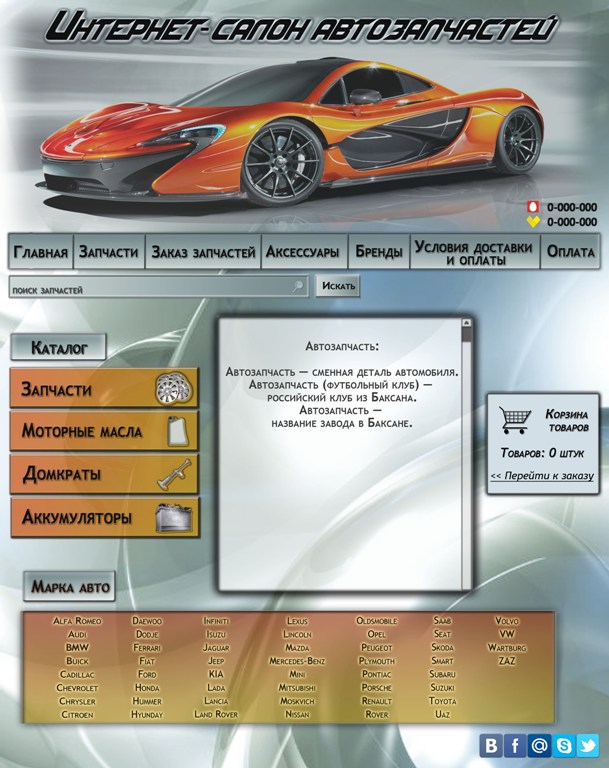 Интернет-салон автозапчастей
0-000-000
0-000-000
Главная Запчасти Заказ запчастей Аксессуары Бренды Условия доставки и оплаты Оплата
поиск запчастей Искать
Каталог
Запчасти
Моторные масла
Домкраты
Аккумуляторы
Автозапчасть:
Автозапчасть — сменная деталь автомобиля.
Автозапчасть (футбольный клуб) —
российский клуб из Баксана.
Автозапчасть —
название завода в Баксане.
Корзина
товаров
Товаров: 0 штук
<< Перейти к заказу
Марка авто
Alfa Romeo Daewoo Infiniti Lexus Oldsmobile Saab Volvo
Audi Dodje Isuzu Lincoln Opel Seat VW
BMW Ferrari Jaguar Mazda Peugeot Skoda Wartburg
Buick Fiat Jeep Mercedes-Benz Plymouth Smart ZAZ
Cadillac Ford KIA Mini Pontiac Subaru
Chevrolet Honda Lada Mitsubishi Porsche Suzuki
Chrysler Hummer Lancia Moskvich Renault Toyota
Citroen Hyunday Land Rover Nissan Rover Uaz
В f @ S